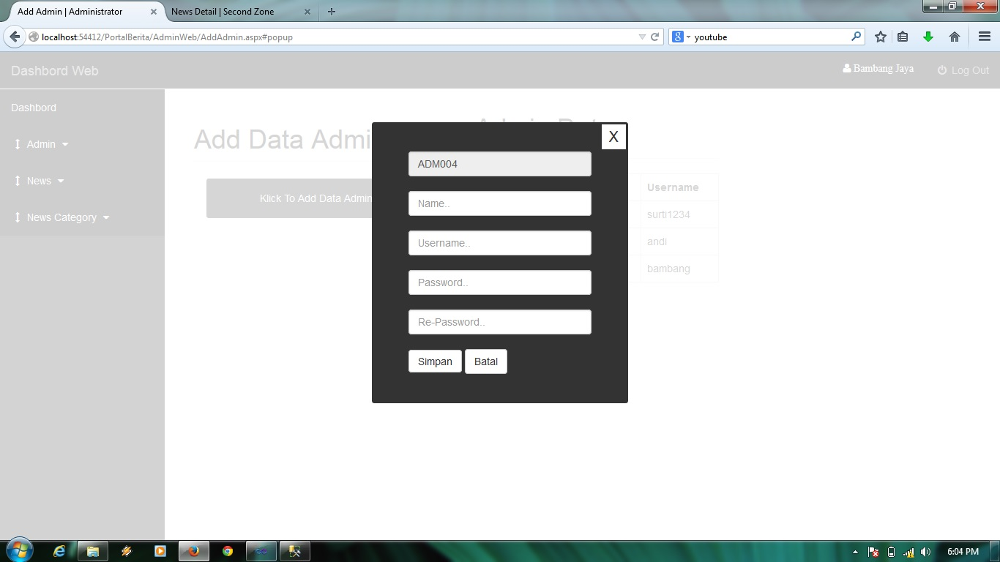 Add Admin | Administrator
News Detail | Second Zone
localhost:54412/PortalBerita/AdminWeb/AddAdmin.aspx#popup
8 youtube
Dashbord Web
Bambang Jaya
Log Out
Dashbord
Admin
News
News Category
Add Data Admi
Klick To Add Data Admin
X
ADM004
Name..
Username..
Password..
Re-Password..
Simpan Batal
Username
surti1234
andi
bambang
6:04 PM